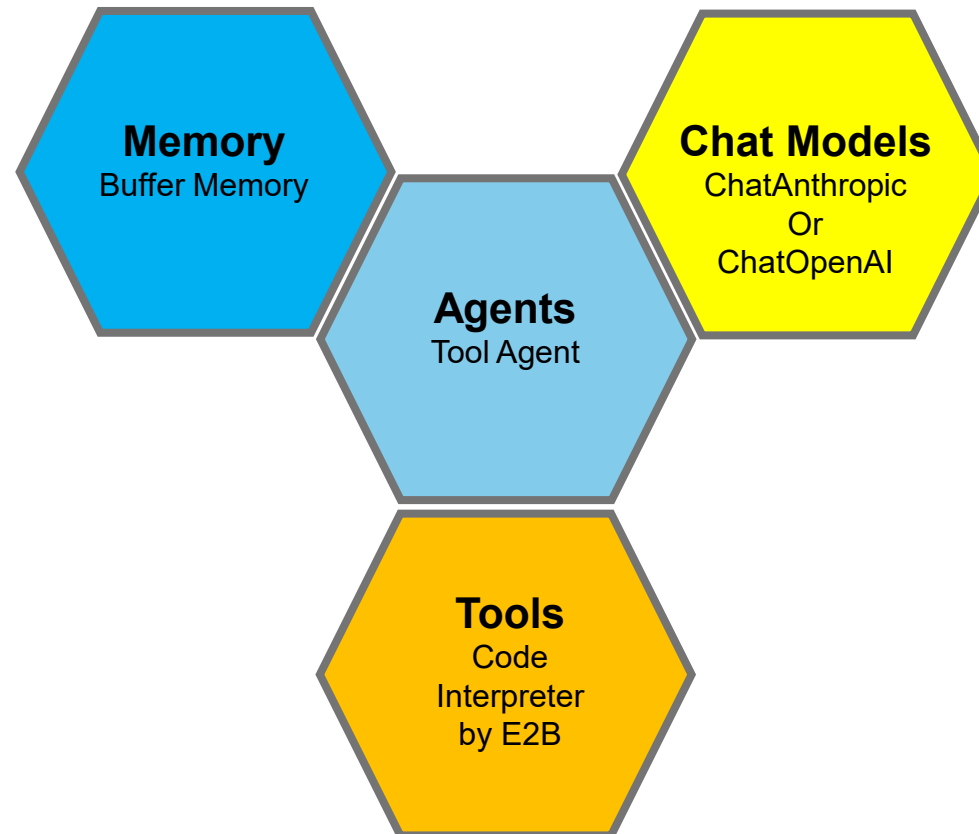 Memory
Buffer Memory
Chat Models
ChatAnthropic
Or
ChatOpenAI
Agents
Tool Agent
Tools
Code
Interpreter
by E2B